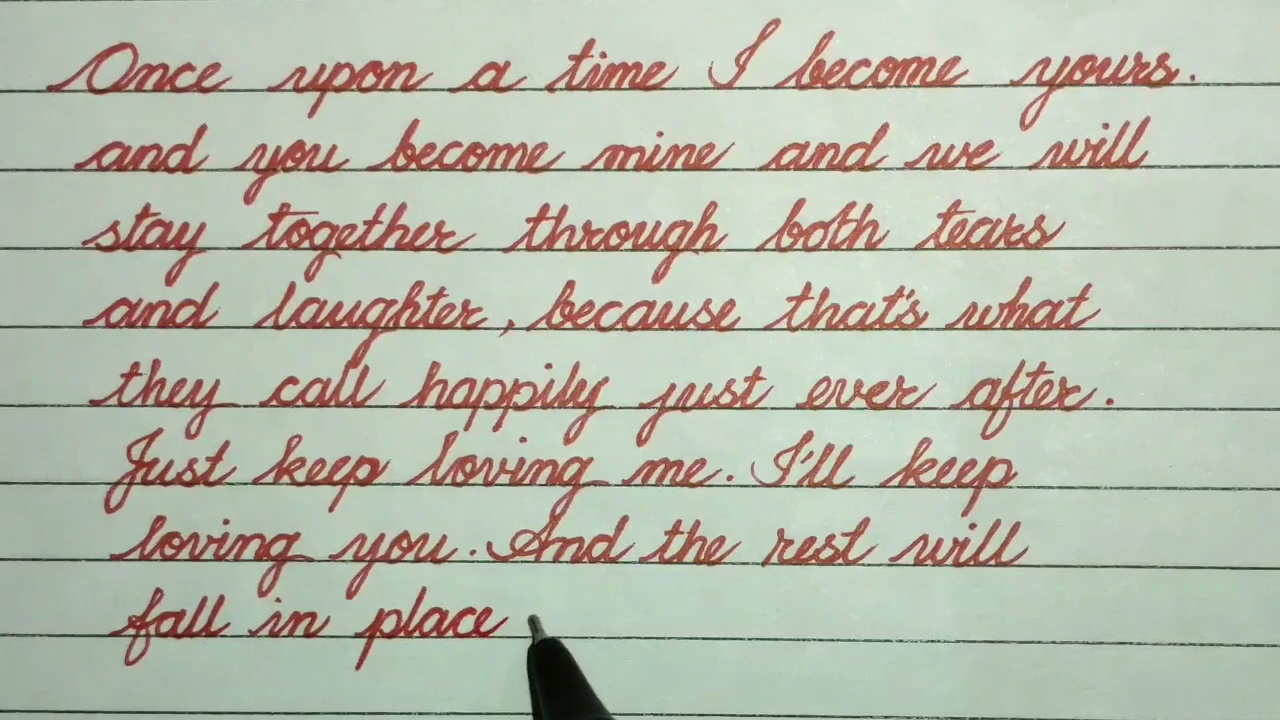 Once upon a time I become yours.
and you become mine and we will
stay together through both tears
and laughter, because that's what
they call happily just ever after.
Just keep loving me. I'll keep
loving you. And the rest will
fall in place